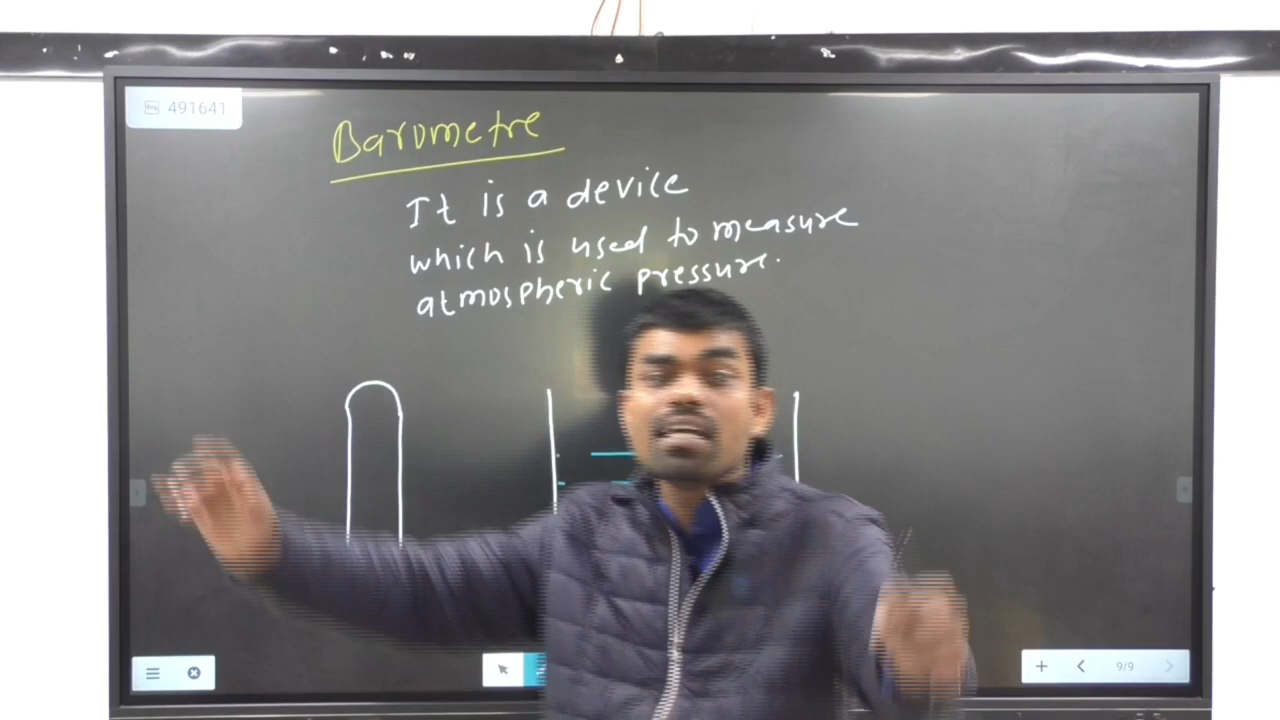 491641
Barometre
It is a device
which is used to measure
atmospheric pressure.
9/9